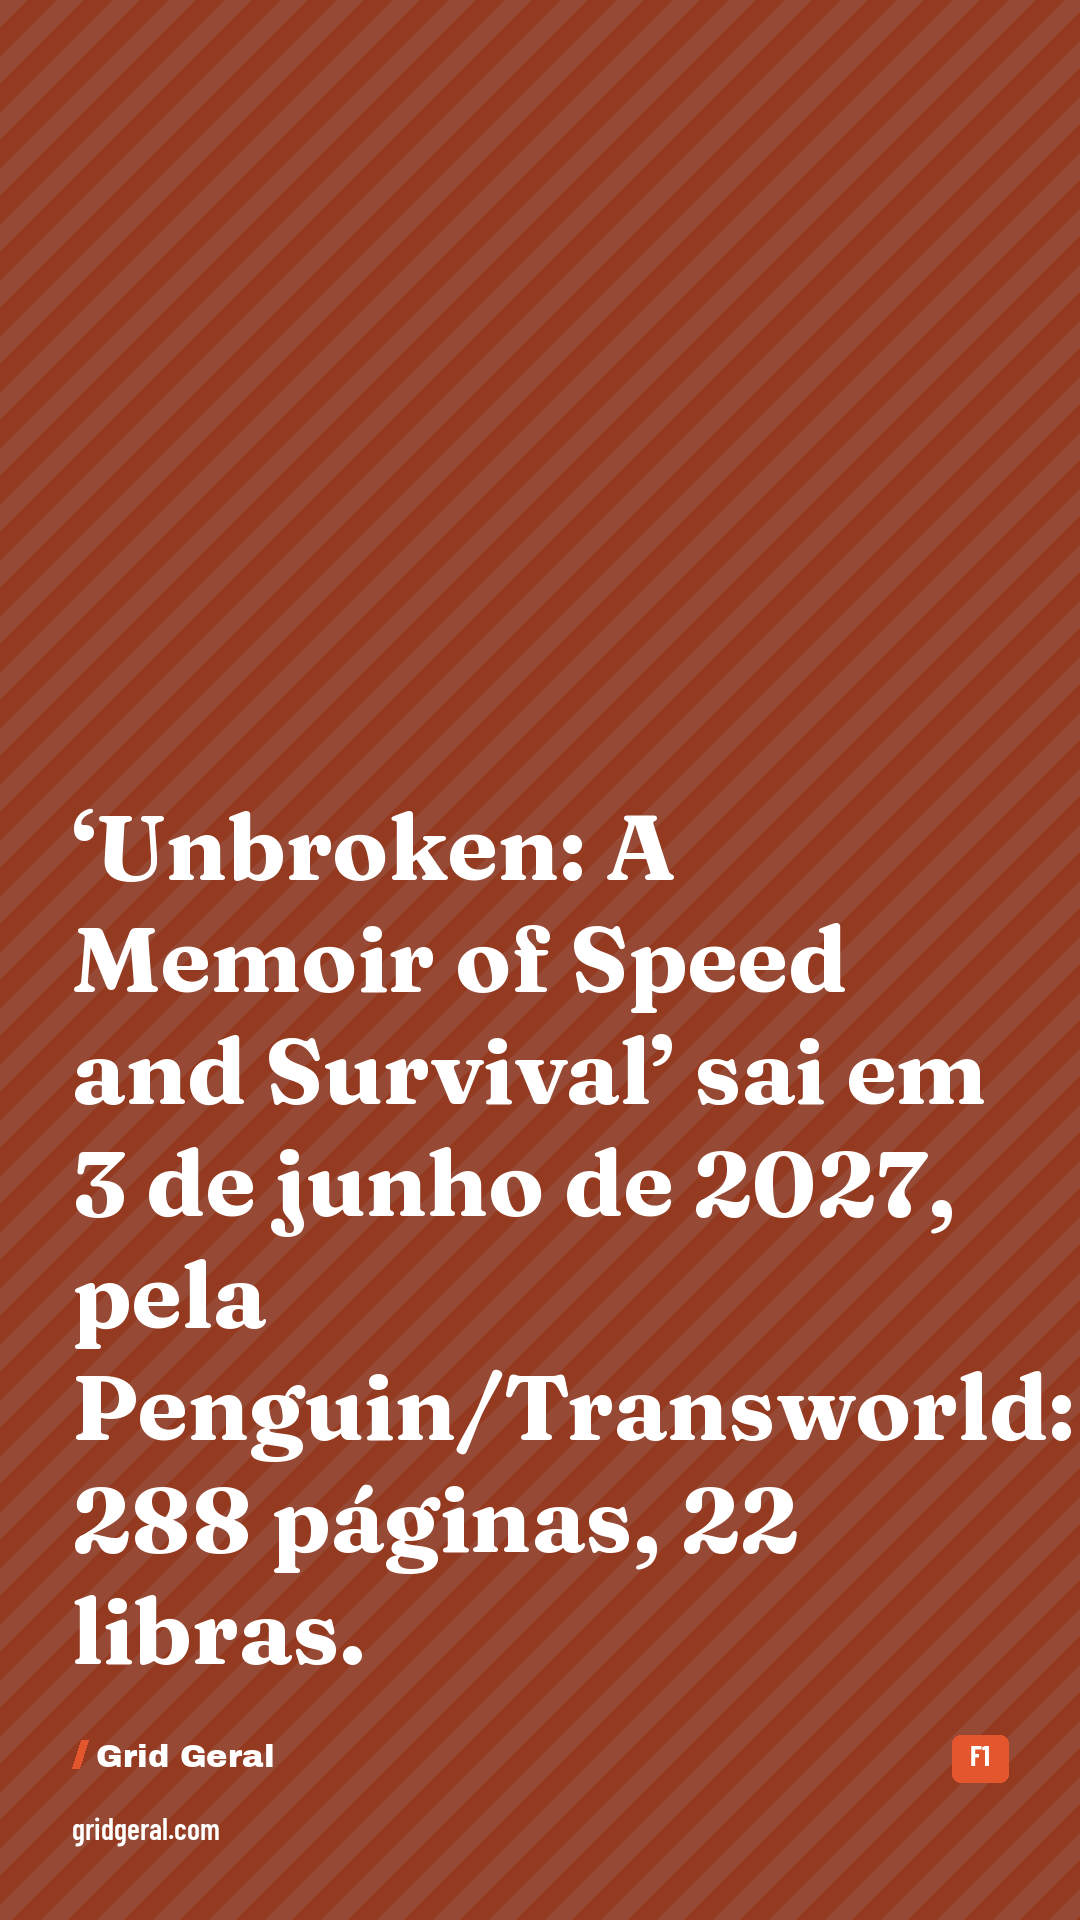 ‘Unbroken: A
Memoir of Speed
and Survival’ sai em
3 de junho de 2027,
pela
Penguin/Transworld:
288 páginas, 22
libras.
/ Grid Geral
F1
gridgeral.com